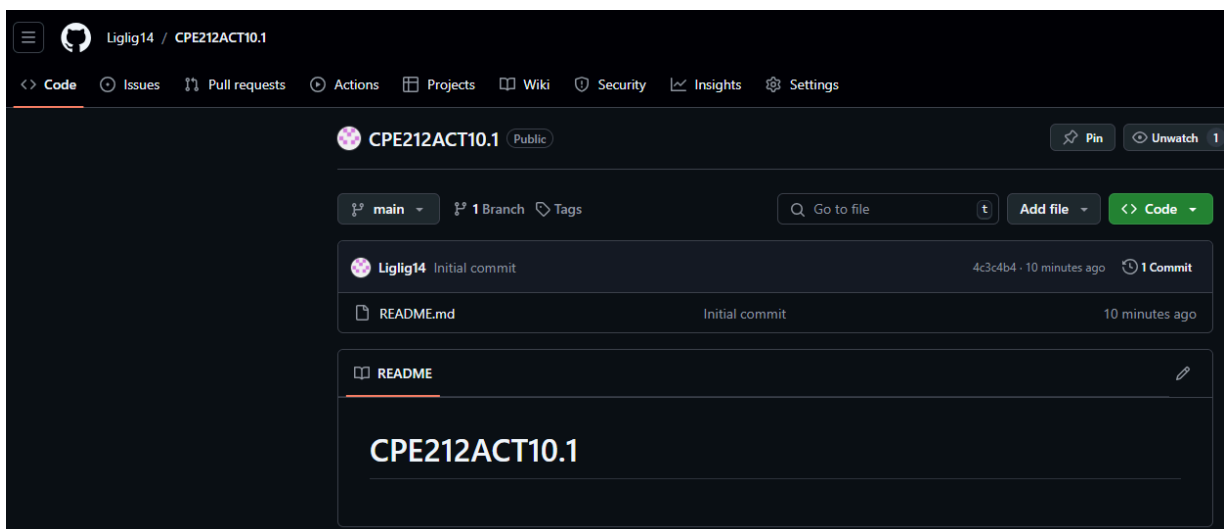 Liglig14 / CPE212ACT10.1
Code Issues Pull requests Actions Projects Wiki Security Insights Settings
CPE212ACT10.1 Public Pin Unwatch 1
main 1 Branch Tags Go to file t Add file Code
Liglig14 Initial commit 4c3c4b4 · 10 minutes ago 1 Commit
README.md Initial commit 10 minutes ago
README
CPE212ACT10.1